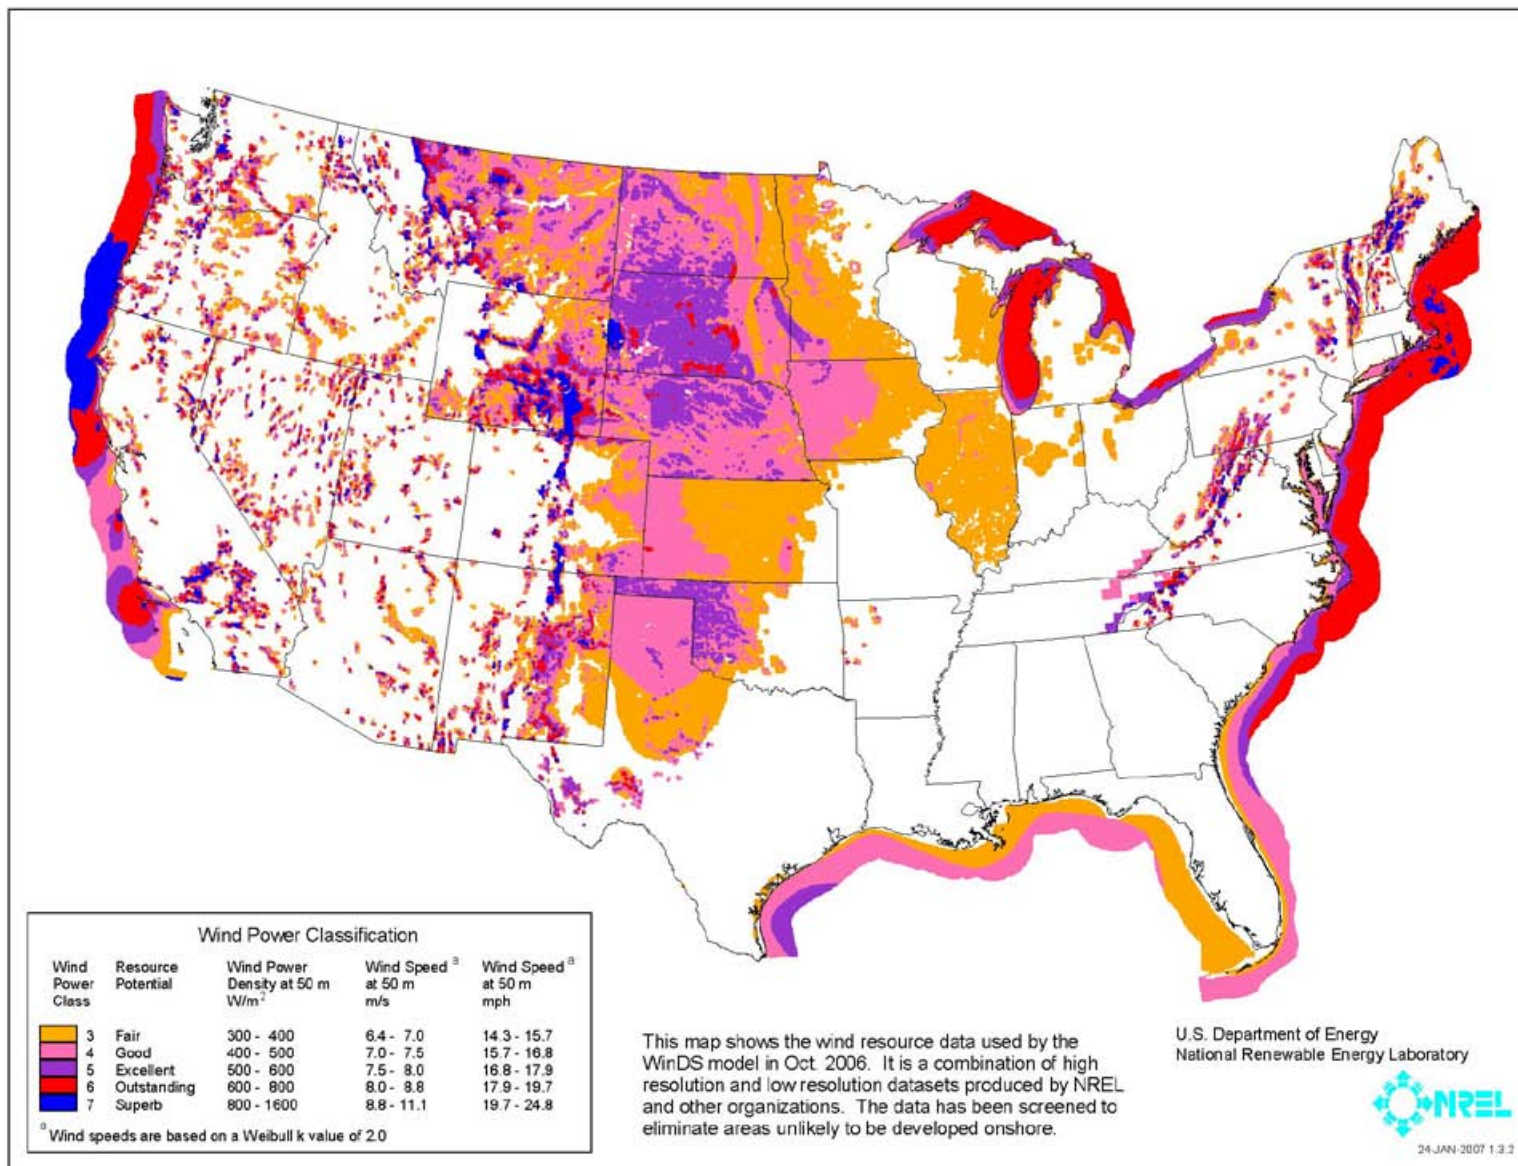 Wind Power Classification
Wind Power Class
Resource Potential
Wind Power Density at 50 m W/m²
Wind Speed ᵃ at 50 m m/s
Wind Speed ᵃ at 50 m mph
3 Fair 300 - 400 6.4 - 7.0 14.3 - 15.7
4 Good 400 - 500 7.0 - 7.5 15.7 - 16.8
5 Excellent 500 - 600 7.5 - 8.0 16.8 - 17.9
6 Outstanding 600 - 800 8.0 - 8.8 17.9 - 19.7
7 Superb 800 - 1600 8.8 - 11.1 19.7 - 24.8
ᵃ Wind speeds are based on a Weibull k value of 2.0
This map shows the wind resource data used by the
WinDS model in Oct. 2006. It is a combination of high
resolution and low resolution datasets produced by NREL
and other organizations. The data has been screened to
eliminate areas unlikely to be developed onshore.
U.S. Department of Energy
National Renewable Energy Laboratory
NREL
24-JAN-2007 1.3.2